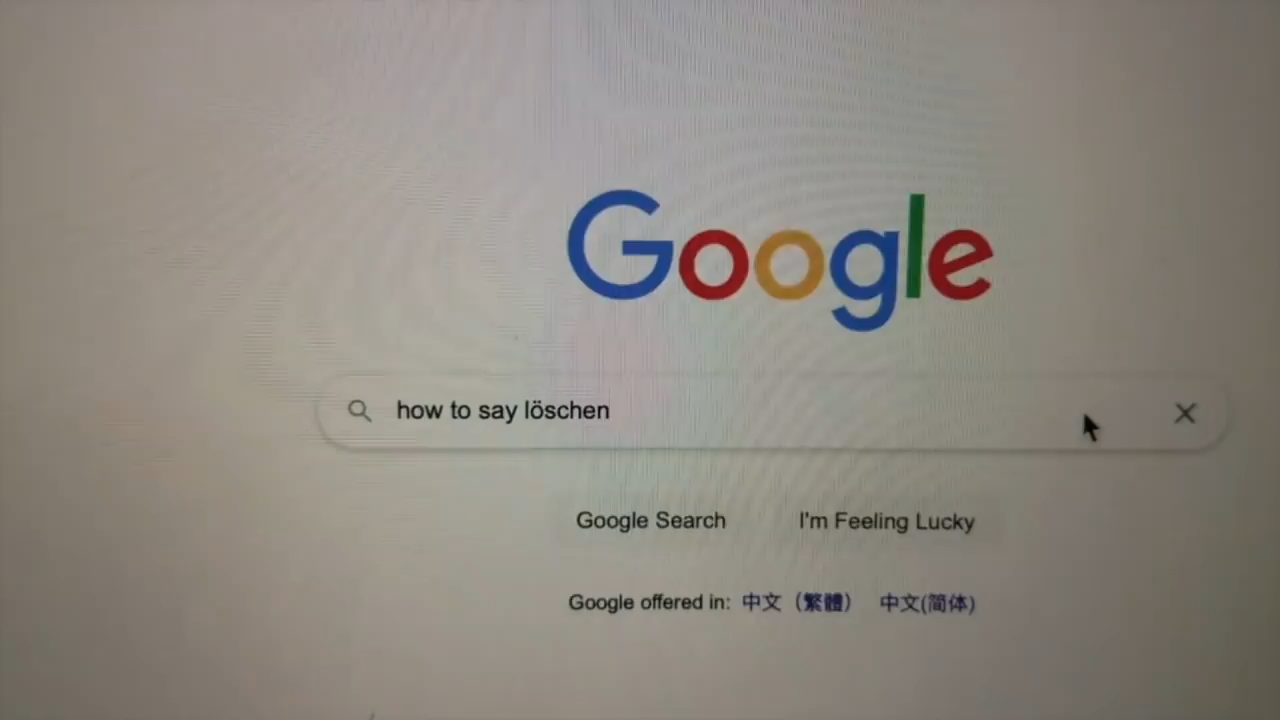 Google
how to say löschen
Google Search I'm Feeling Lucky
Google offered in: 中文（繁體） 中文(简体)